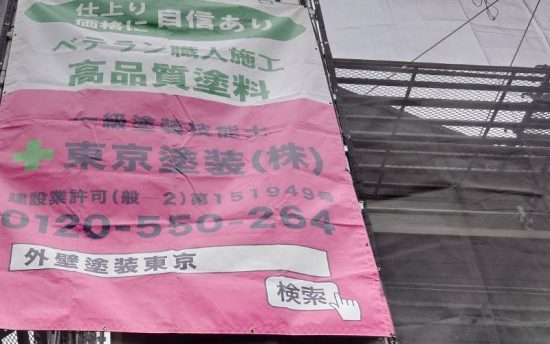 仕上り
価格に 自信あり
ベテラン職人施工
高品質塗料
一級塗装技能士
東京塗装(株)
建設業許可(般-2)第151949号
0120-550-264
外壁塗装東京
検索